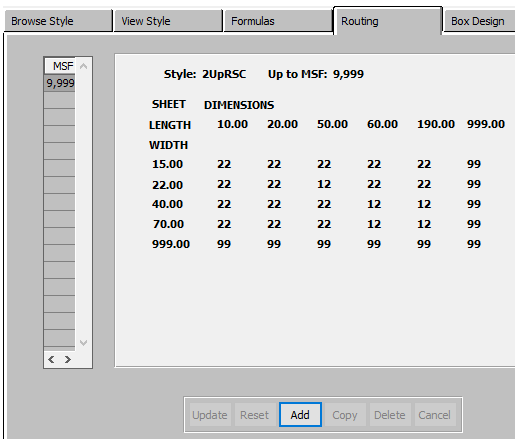 Browse Style View Style Formulas Routing Box Design
MSF
9,999
Style: 2UpRSC Up to MSF: 9,999
SHEET DIMENSIONS
LENGTH 10.00 20.00 50.00 60.00 190.00 999.00
WIDTH
15.00 22 22 22 22 22 99
22.00 22 22 12 22 22 99
40.00 22 22 22 12 12 99
70.00 22 22 22 12 12 99
999.00 99 99 99 99 99 99
Update Reset Add Copy Delete Cancel